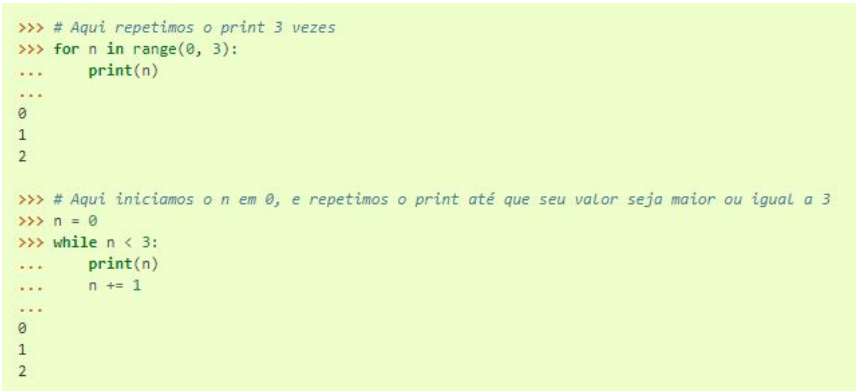 >>> # Aqui repetimos o print 3 vezes
>>> for n in range(0, 3):
...     print(n)
...
0
1
2
>>> # Aqui iniciamos o n em 0, e repetimos o print até que seu valor seja maior ou igual a 3
>>> n = 0
>>> while n < 3:
...     print(n)
...     n += 1
...
0
1
2